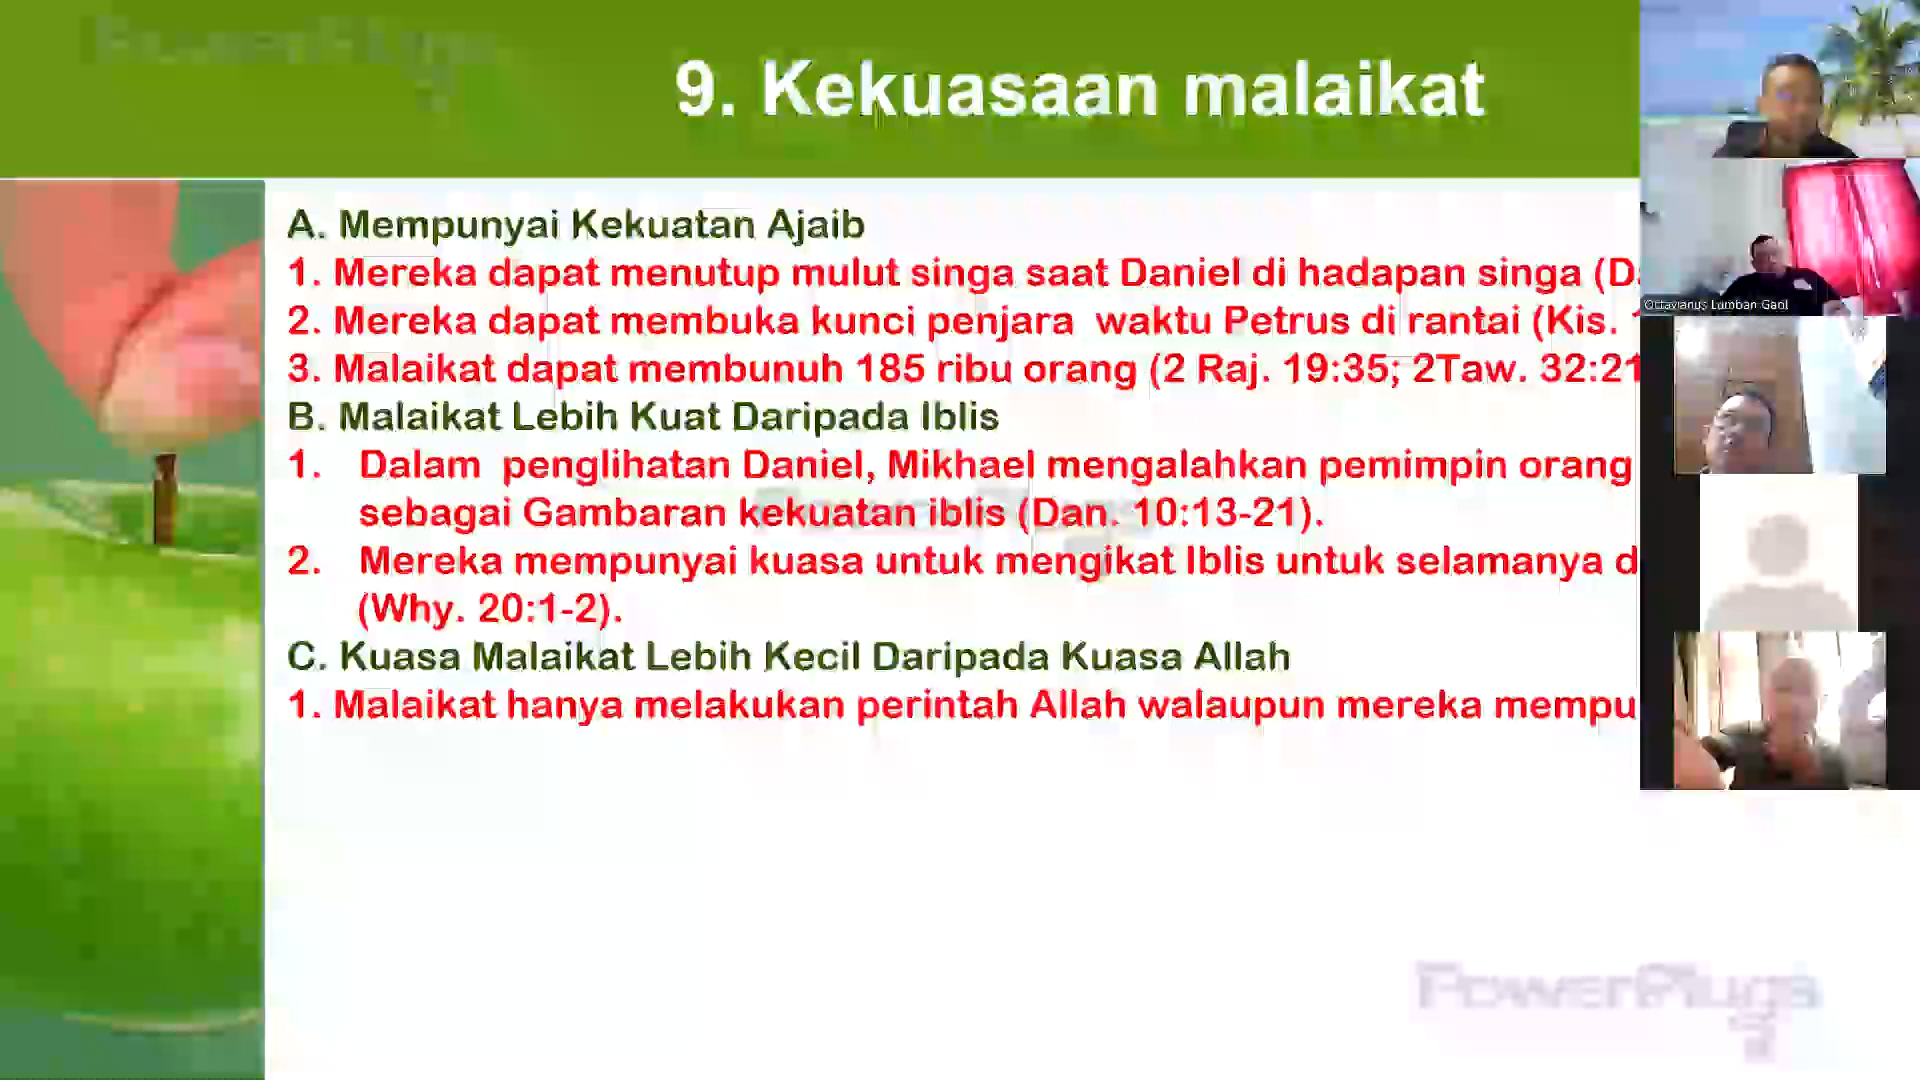 PowerPlugs
9. Kekuasaan malaikat
A. Mempunyai Kekuatan Ajaib
1. Mereka dapat menutup mulut singa saat Daniel di hadapan singa (D
2. Mereka dapat membuka kunci penjara waktu Petrus di rantai (Kis.
3. Malaikat dapat membunuh 185 ribu orang (2 Raj. 19:35; 2Taw. 32:21
B. Malaikat Lebih Kuat Daripada Iblis
1. Dalam penglihatan Daniel, Mikhael mengalahkan pemimpin orang
sebagai Gambaran kekuatan iblis (Dan. 10:13-21).
2. Mereka mempunyai kuasa untuk mengikat Iblis untuk selamanya d
(Why. 20:1-2).
C. Kuasa Malaikat Lebih Kecil Daripada Kuasa Allah
1. Malaikat hanya melakukan perintah Allah walaupun mereka mempu
Octavianus Lumban Gaol
PowerPlugs